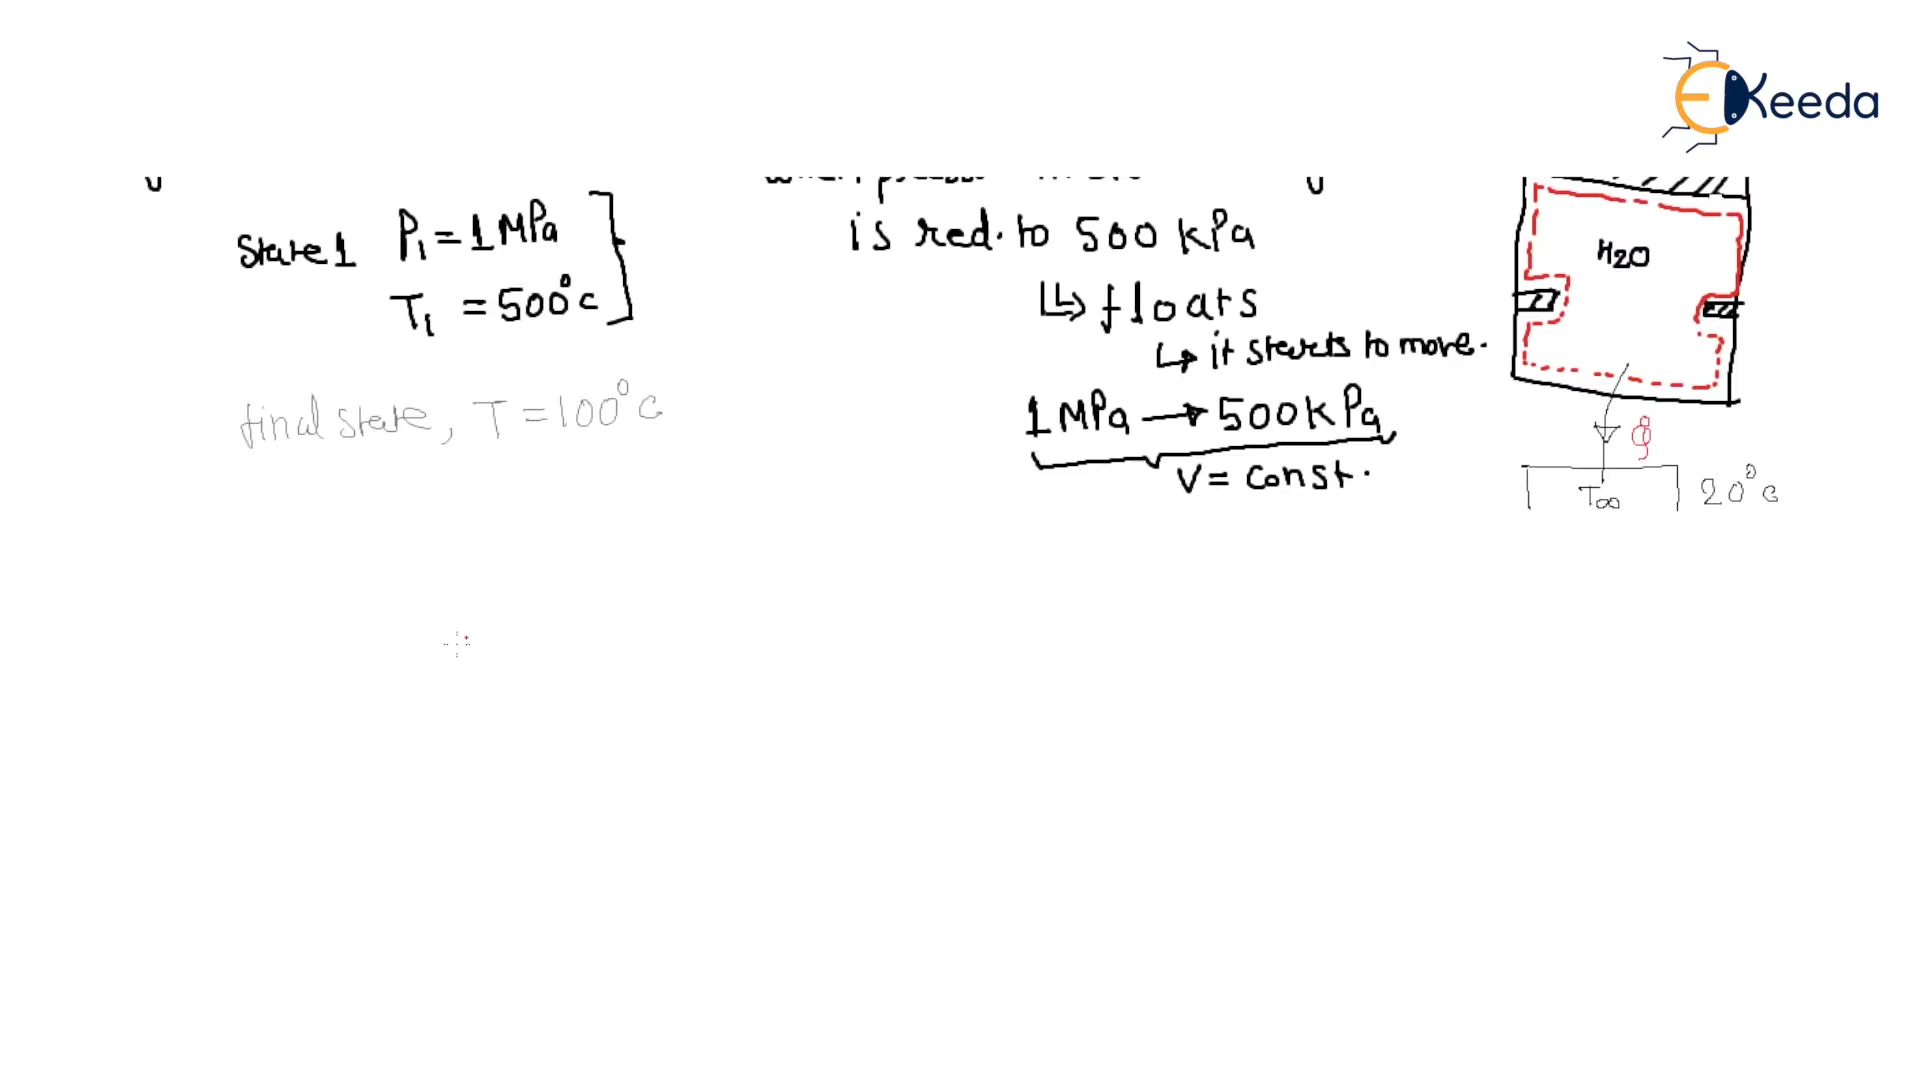 EKeeda
is red. to 500 kPa
State 1 P1 = 1 MPa
T1 = 500°c
H2O
↳ floats
↳ it starts to move.
final state, T = 100°c
1 MPa → 500 kPa
V = const.
Q
T∞ 20°c